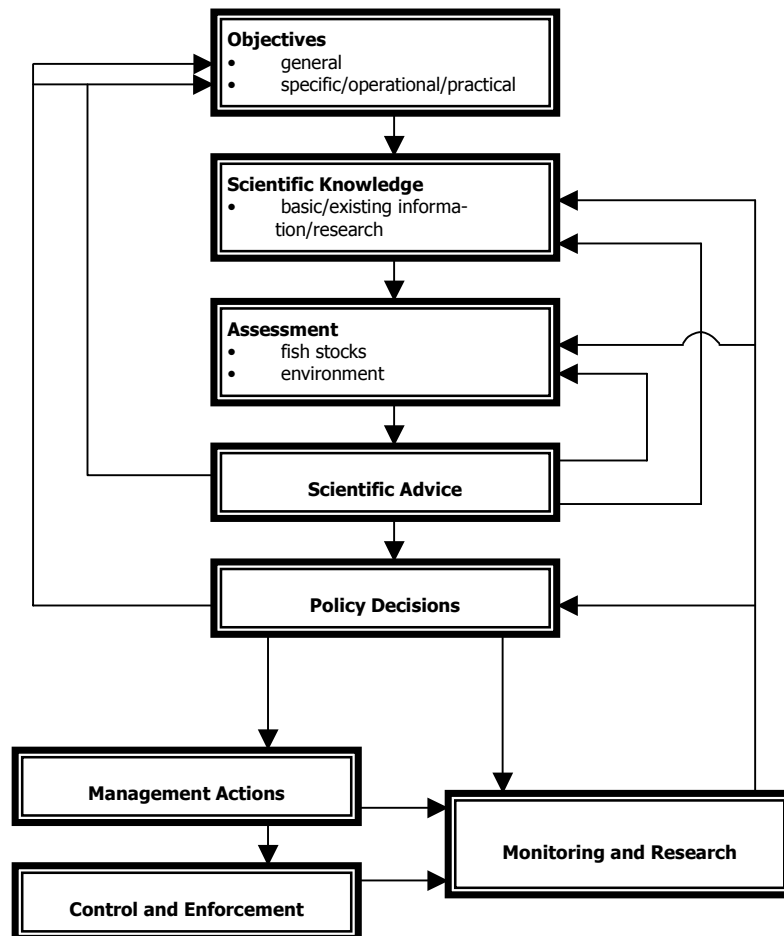 Objectives
• general
• specific/operational/practical
Scientific Knowledge
• basic/existing informa-
tion/research
Assessment
• fish stocks
• environment
Scientific Advice
Policy Decisions
Management Actions
Monitoring and Research
Control and Enforcement